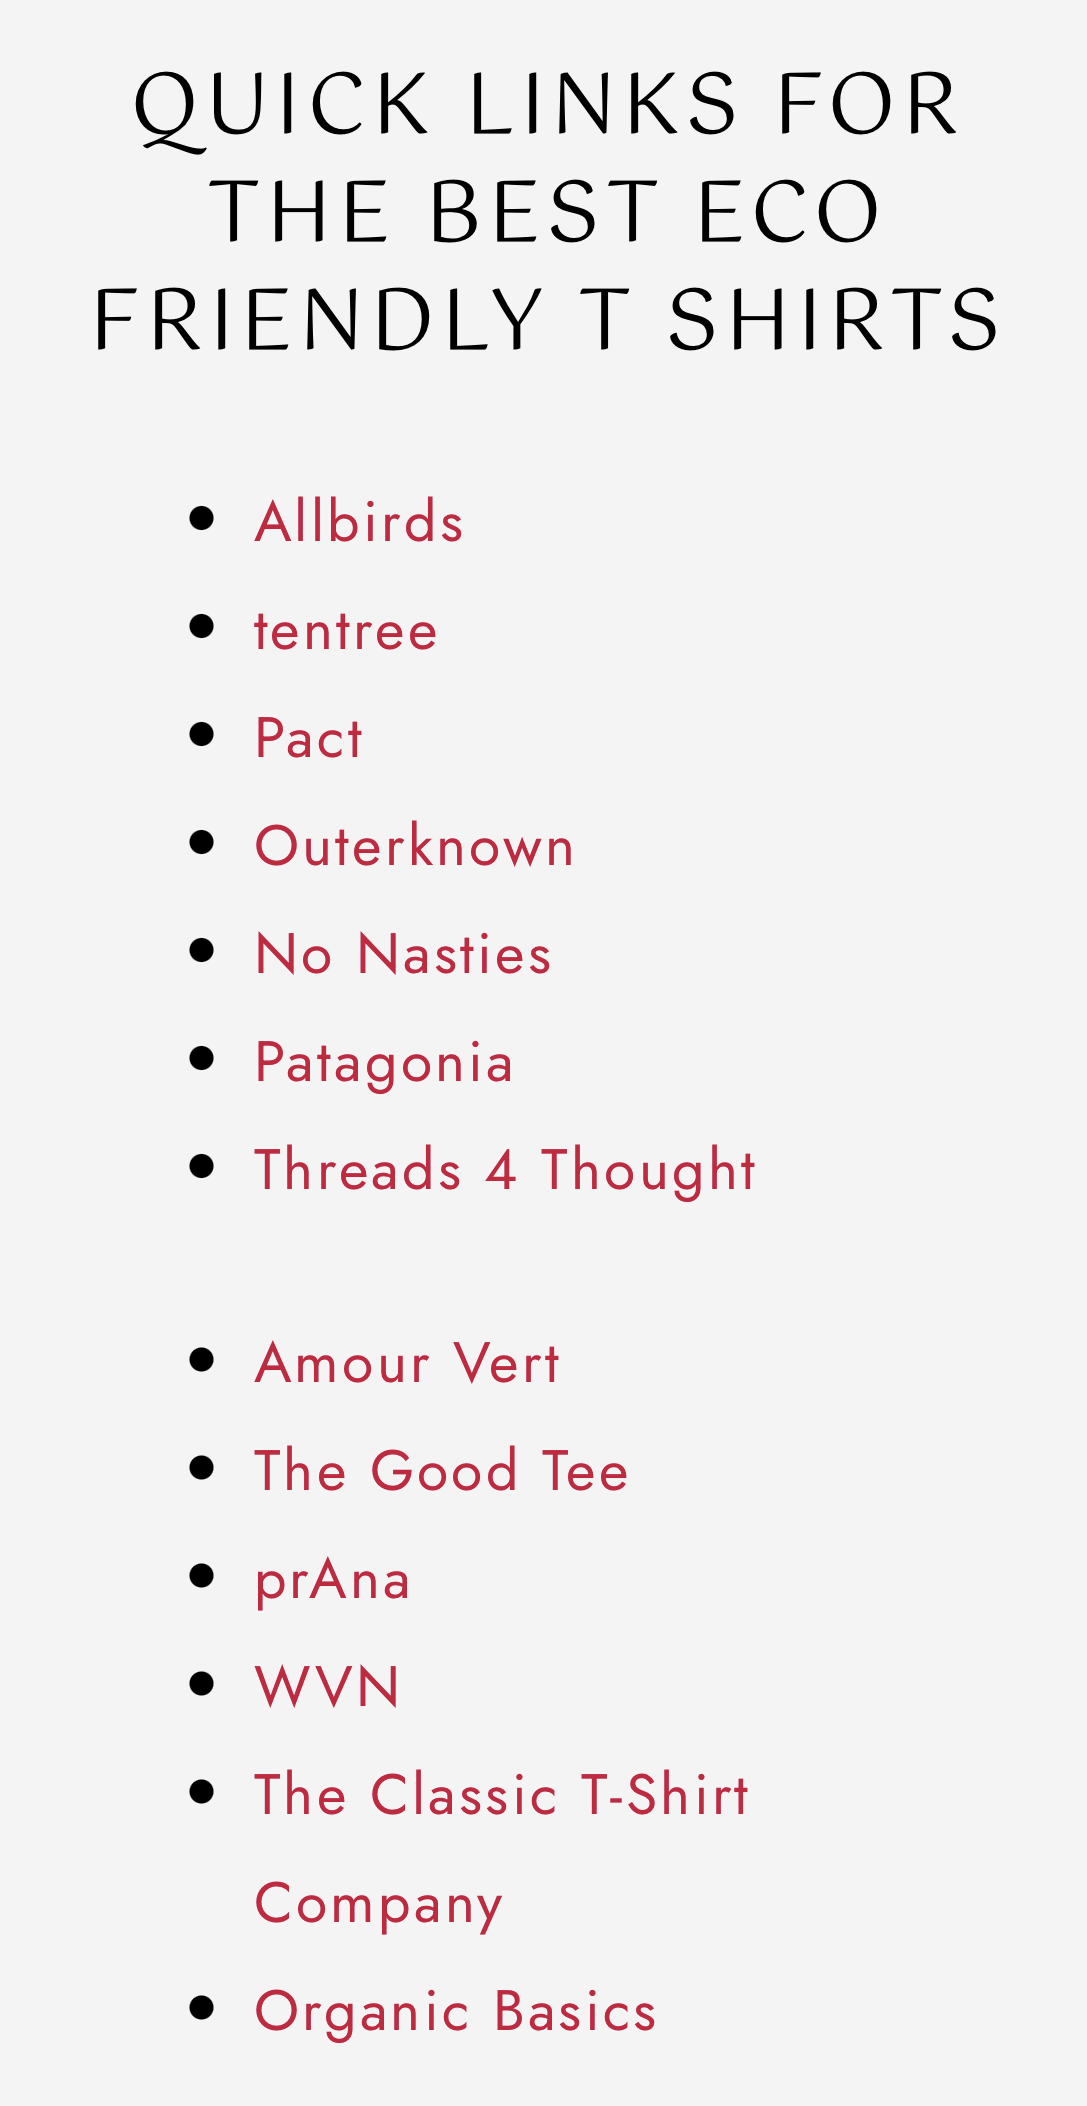 QUICK LINKS FOR
THE BEST ECO
FRIENDLY T SHIRTS
Allbirds
tentree
Pact
Outerknown
No Nasties
Patagonia
Threads 4 Thought
Amour Vert
The Good Tee
prAna
WVN
The Classic T-Shirt
Company
Organic Basics